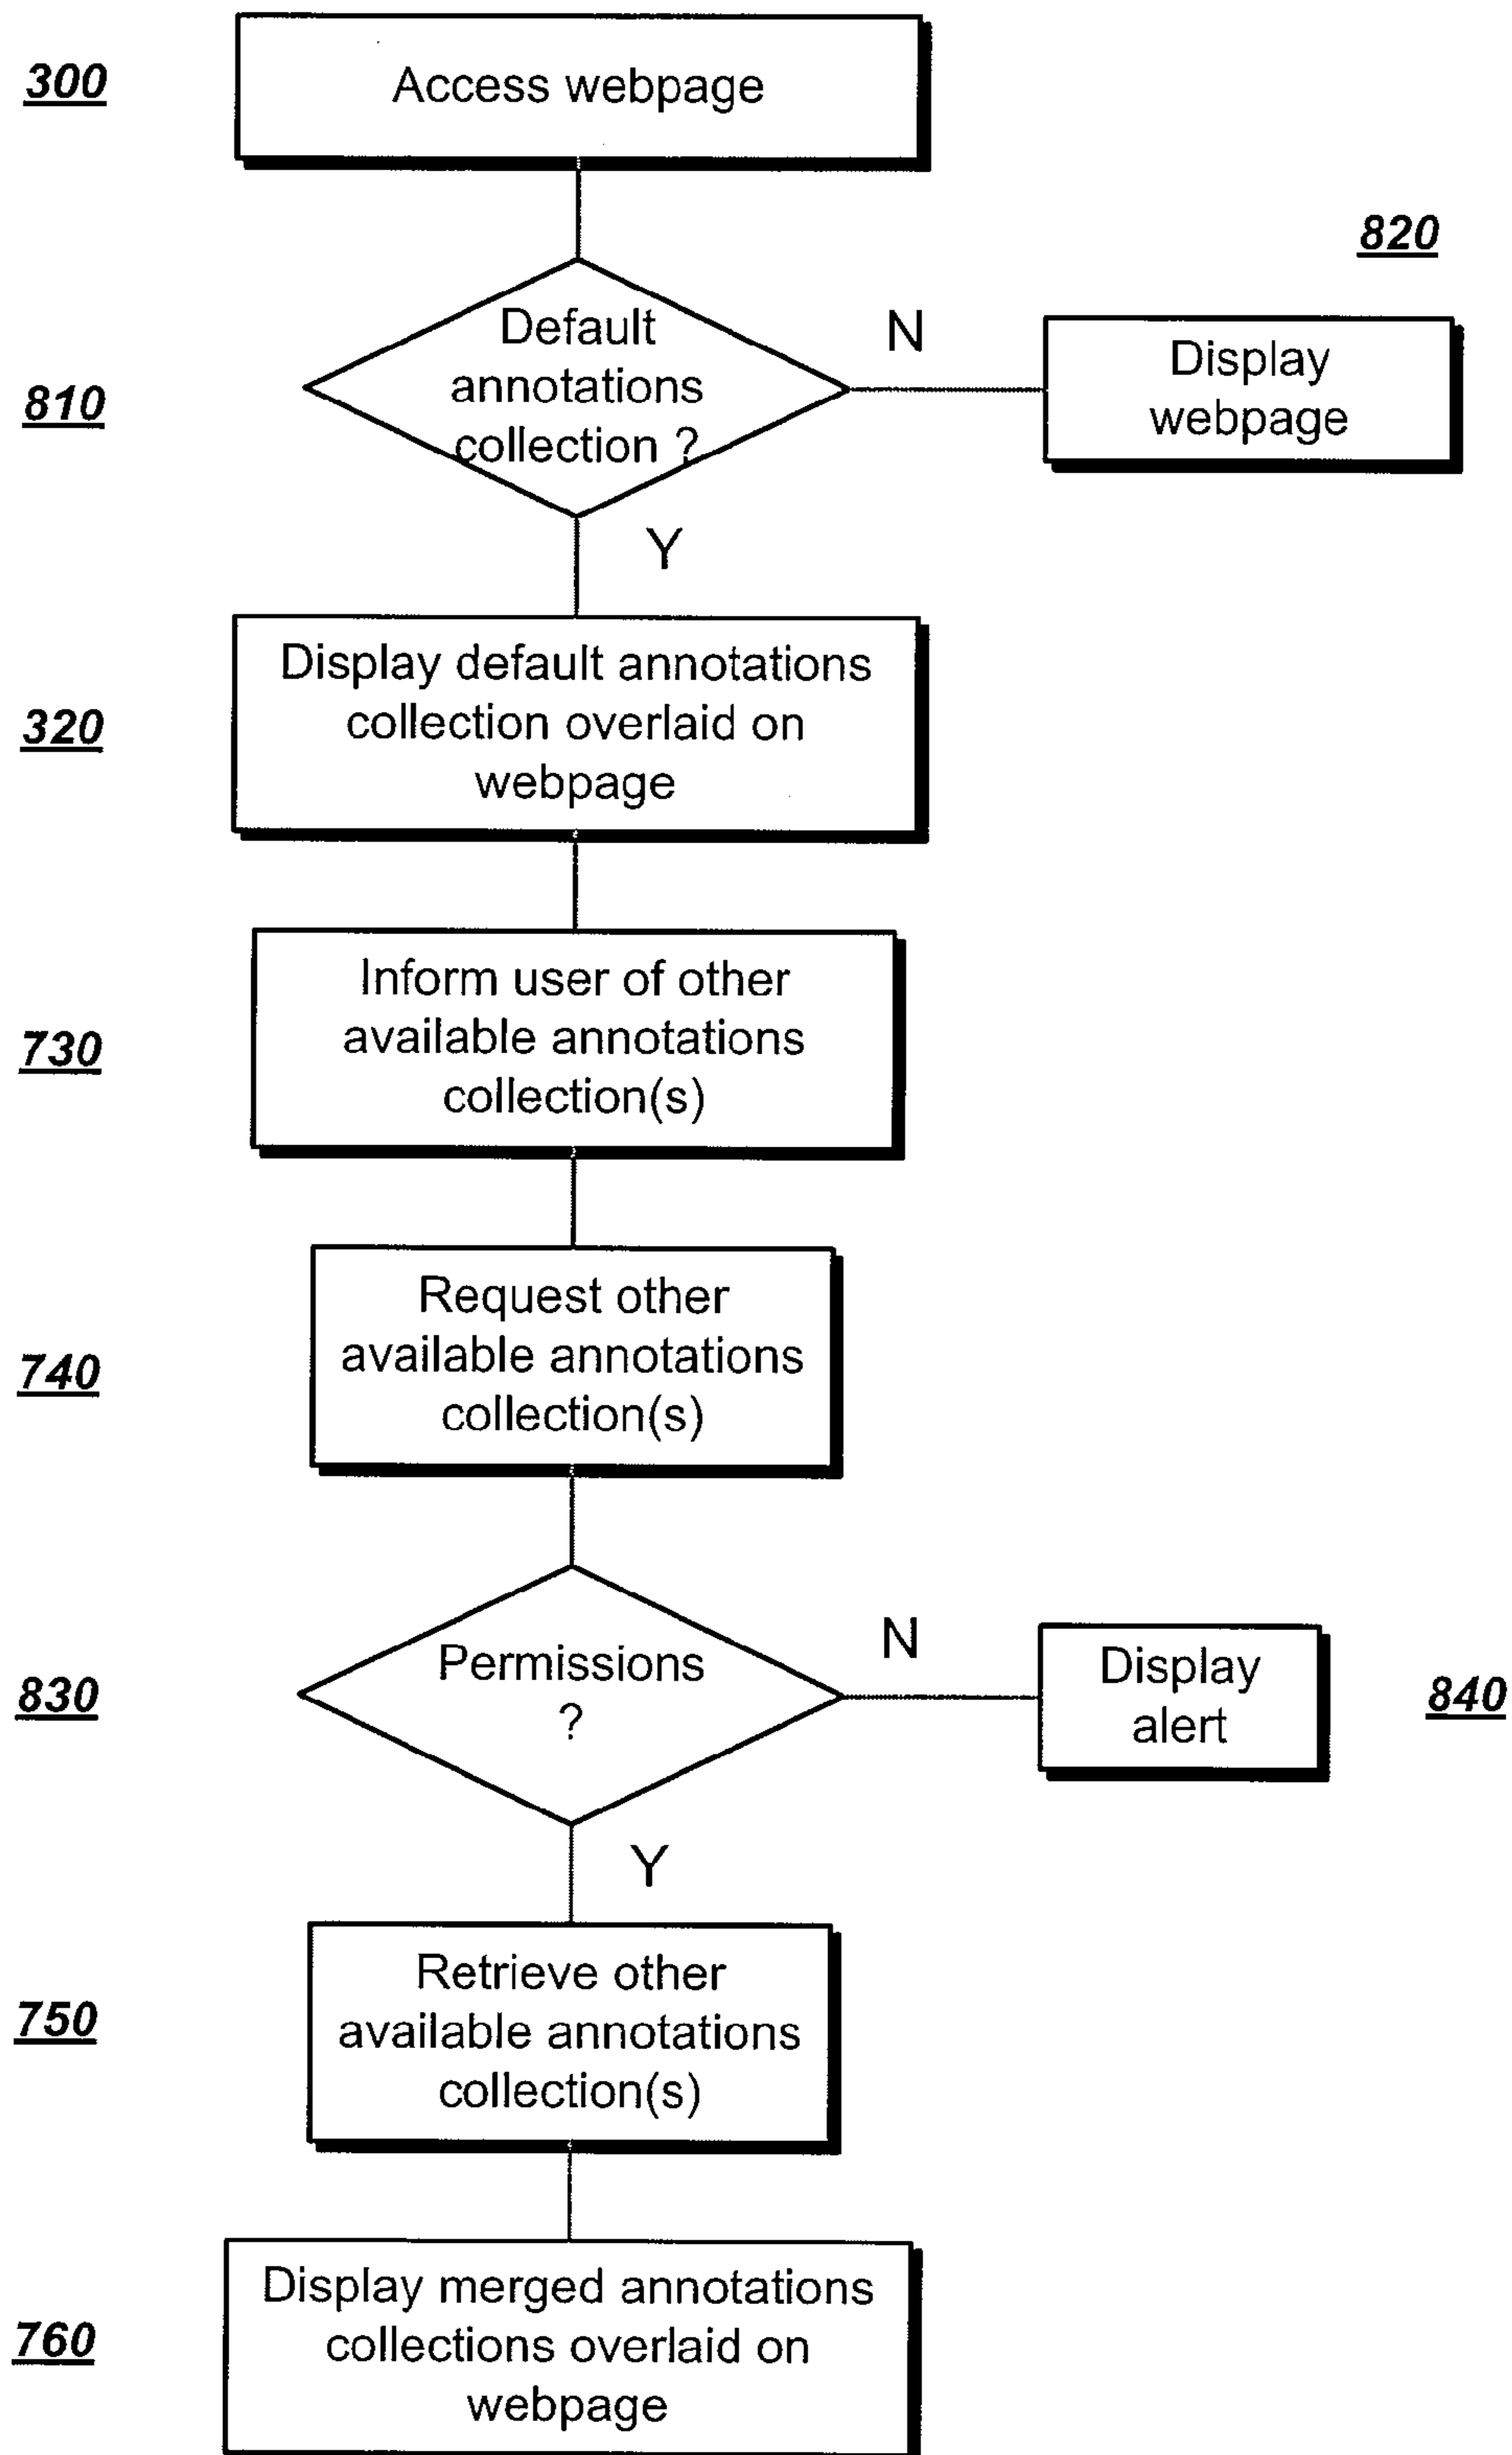 300
Access webpage
820
Default
annotations
collection ?
N
Display
webpage
810
Y
Display default annotations
collection overlaid on
webpage
320
Inform user of other
available annotations
collection(s)
730
Request other
available annotations
collection(s)
740
Permissions
?
N
Display
alert
830
840
Y
Retrieve other
available annotations
collection(s)
750
Display merged annotations
collections overlaid on
webpage
760